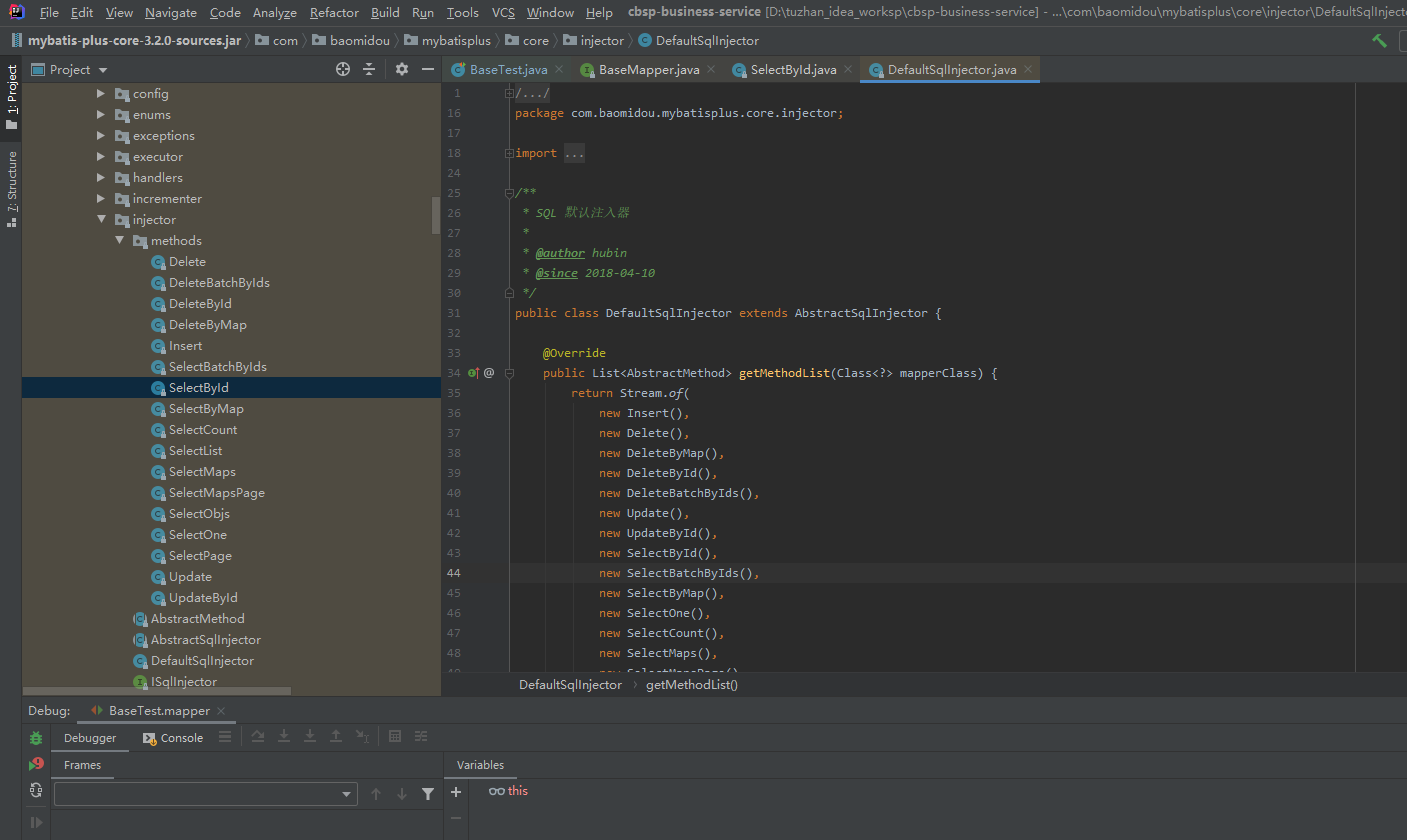 File Edit View Navigate Code Analyze Refactor Build Run Tools VCS Window Help cbsp-business-service [D:\tuzhan_idea_worksp\cbsp-business-service] - ...\com\baomidou\mybatisplus\core\injector\DefaultSqlInjecto
mybatis-plus-core-3.2.0-sources.jar com baomidou mybatisplus core injector DefaultSqlInjector
1: Project
7: Structure
Project
config
enums
exceptions
executor
handlers
incrementer
injector
methods
Delete
DeleteBatchByIds
DeleteById
DeleteByMap
Insert
SelectBatchByIds
SelectById
SelectByMap
SelectCount
SelectList
SelectMaps
SelectMapsPage
SelectObjs
SelectOne
SelectPage
Update
UpdateById
AbstractMethod
AbstractSqlInjector
DefaultSqlInjector
ISqlInjector
BaseTest.java BaseMapper.java SelectById.java DefaultSqlInjector.java
1 /.../
16 package com.baomidou.mybatisplus.core.injector;
17
18 import ...
24
25 /**
26 * SQL 默认注入器
27 *
28 * @author hubin
29 * @since 2018-04-10
30 */
31 public class DefaultSqlInjector extends AbstractSqlInjector {
32
33 @Override
34 @ public List<AbstractMethod> getMethodList(Class<?> mapperClass) {
35 return Stream.of(
36 new Insert(),
37 new Delete(),
38 new DeleteByMap(),
39 new DeleteById(),
40 new DeleteBatchByIds(),
41 new Update(),
42 new UpdateById(),
43 new SelectById(),
44 new SelectBatchByIds(),
45 new SelectByMap(),
46 new SelectOne(),
47 new SelectCount(),
48 new SelectMaps(),
DefaultSqlInjector getMethodList()
Debug: BaseTest.mapper
Debugger Console
Frames
Variables
this